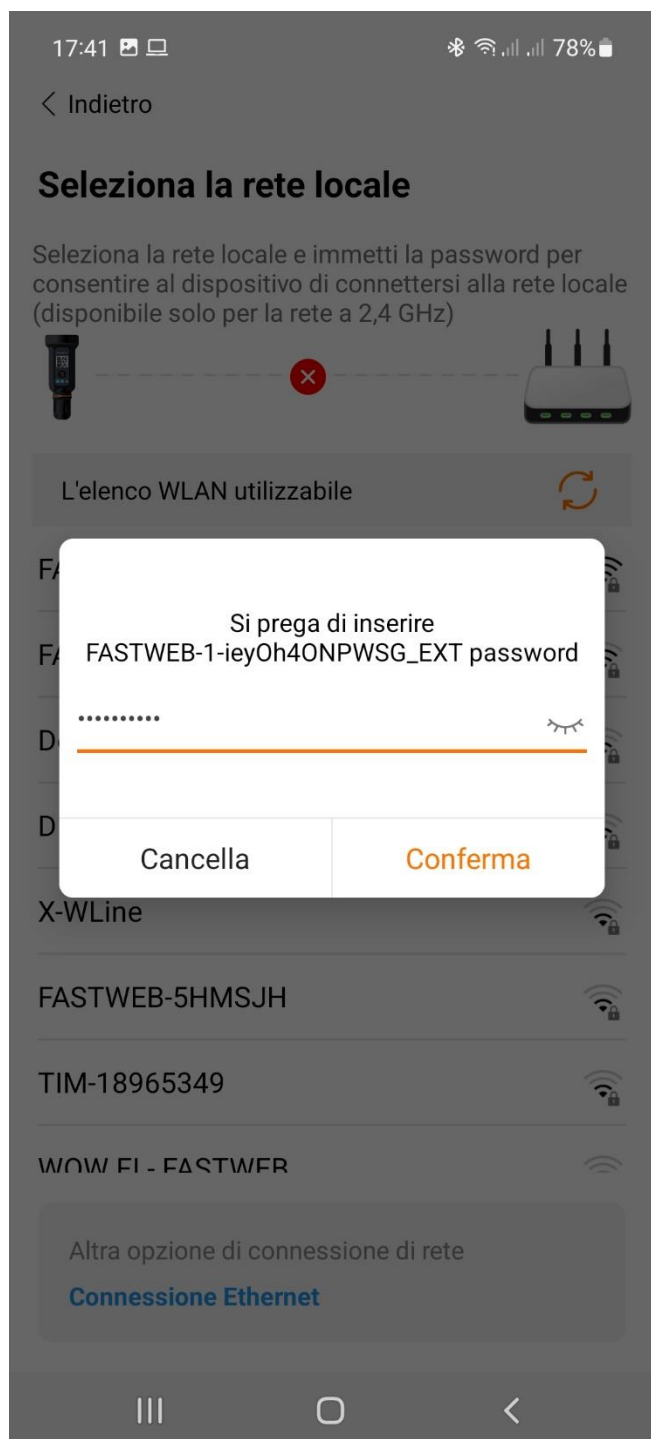 17:41 78%
Indietro
Seleziona la rete locale
Seleziona la rete locale e immetti la password per
consentire al dispositivo di connettersi alla rete locale
(disponibile solo per la rete a 2,4 GHz)
L'elenco WLAN utilizzabile
Si prega di inserire
FASTWEB-1-ieyOh4ONPWSG_EXT password
Cancella Conferma
X-WLine
FASTWEB-5HMSJH
TIM-18965349
WOW FI - FASTWEB
Altra opzione di connessione di rete
Connessione Ethernet